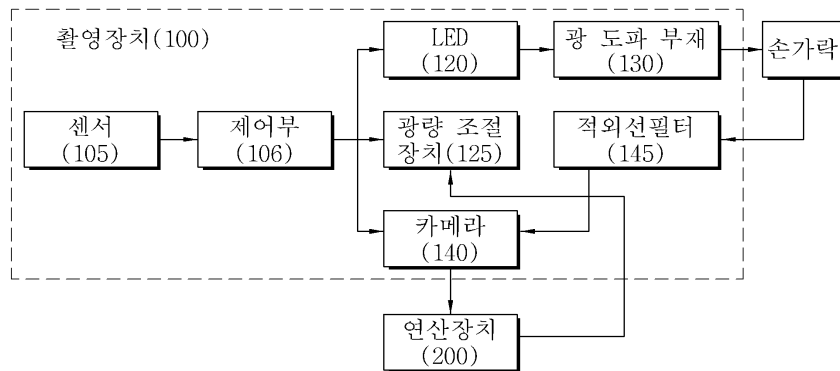 촬영장치(100)
LED
(120)
광 도파 부재
(130)
손가락
센서
(105)
제어부
(106)
광량 조절
장치(125)
적외선필터
(145)
카메라
(140)
연산장치
(200)